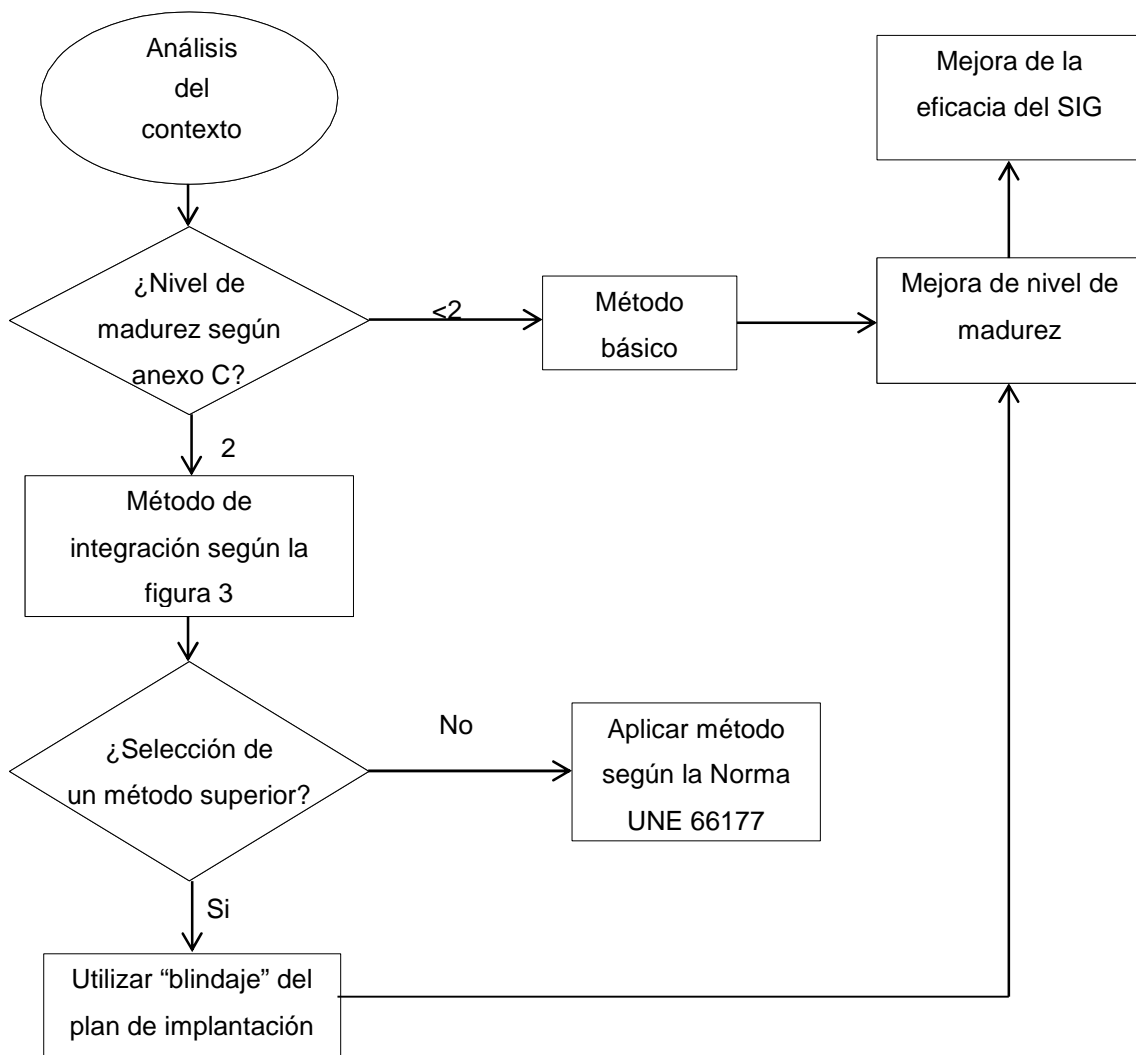 Análisis
del
contexto
Mejora de la
eficacia del SIG
¿Nivel de
madurez según
anexo C?
<2
Método
básico
Mejora de nivel de
madurez
2
Método de
integración según la
figura 3
¿Selección de
un método superior?
No
Aplicar método
según la Norma
UNE 66177
Si
Utilizar “blindaje” del
plan de implantación